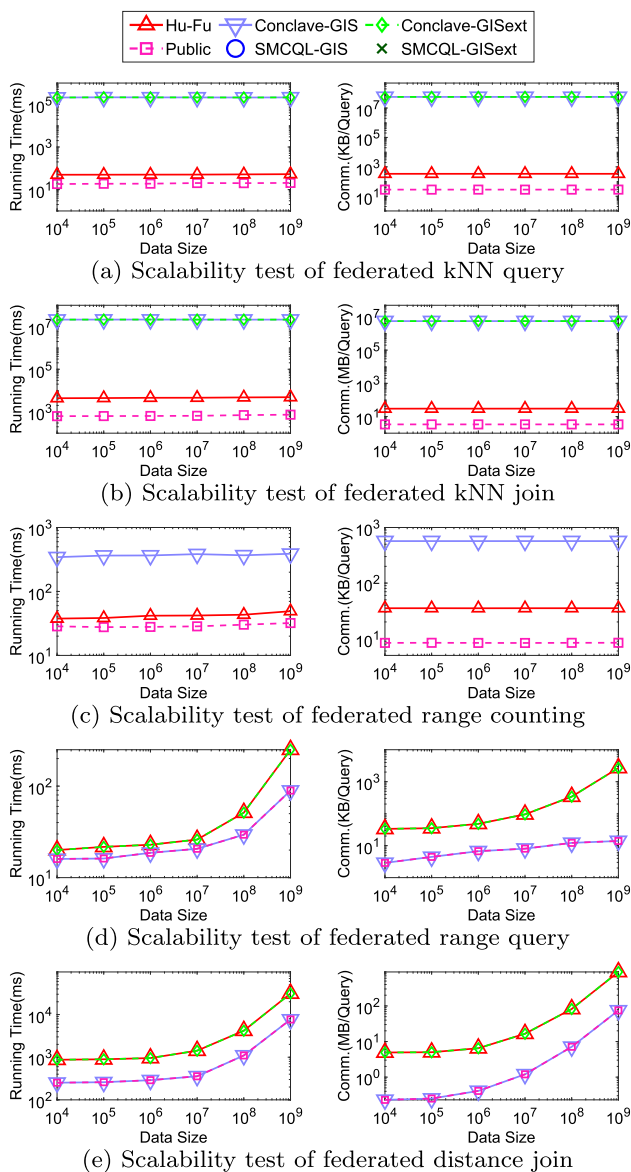 Hu-Fu Conclave-GIS Conclave-GISext
Public SMCQL-GIS SMCQL-GISext
Running Time(ms)
10^5
10^3
10^1
10^4 10^5 10^6 10^7 10^8 10^9
Data Size
Comm.(KB/Query)
10^7
10^5
10^3
10^1
10^4 10^5 10^6 10^7 10^8 10^9
Data Size
(a) Scalability test of federated kNN query
Running Time(ms)
10^7
10^5
10^3
10^4 10^5 10^6 10^7 10^8 10^9
Data Size
Comm.(MB/Query)
10^7
10^5
10^3
10^1
10^4 10^5 10^6 10^7 10^8 10^9
Data Size
(b) Scalability test of federated kNN join
Running Time(ms)
10^3
10^2
10^1
10^4 10^5 10^6 10^7 10^8 10^9
Data Size
Comm.(KB/Query)
10^3
10^2
10^1
10^4 10^5 10^6 10^7 10^8 10^9
Data Size
(c) Scalability test of federated range counting
Running Time(ms)
10^2
10^1
10^4 10^5 10^6 10^7 10^8 10^9
Data Size
Comm.(KB/Query)
10^3
10^1
10^4 10^5 10^6 10^7 10^8 10^9
Data Size
(d) Scalability test of federated range query
Running Time(ms)
10^4
10^3
10^2
10^4 10^5 10^6 10^7 10^8 10^9
Data Size
Comm.(MB/Query)
10^2
10^1
10^0
10^4 10^5 10^6 10^7 10^8 10^9
Data Size
(e) Scalability test of federated distance join